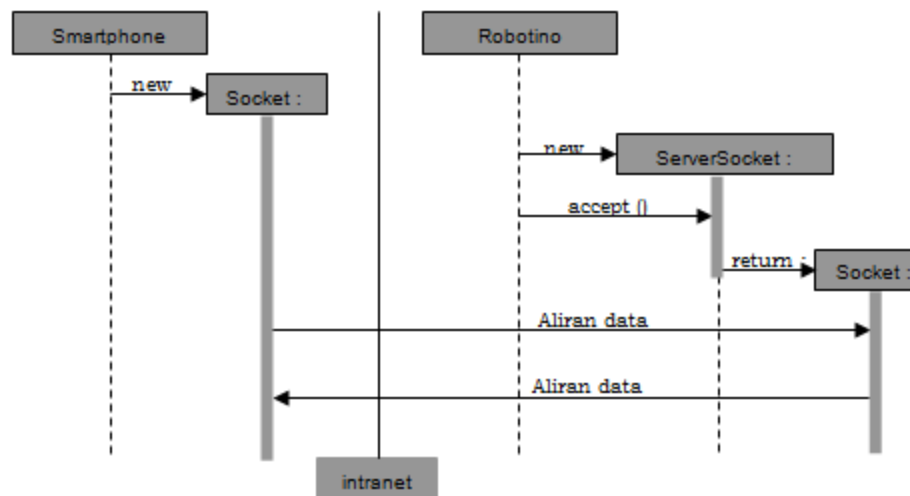 Smartphone
Robotino
new
Socket :
new
ServerSocket :
accept ()
return :
Socket :
Aliran data
Aliran data
intranet